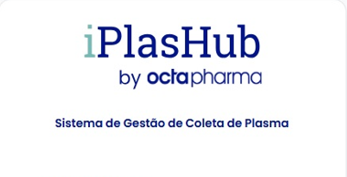 iPlasHub
by octapharma
Sistema de Gestão de Coleta de Plasma